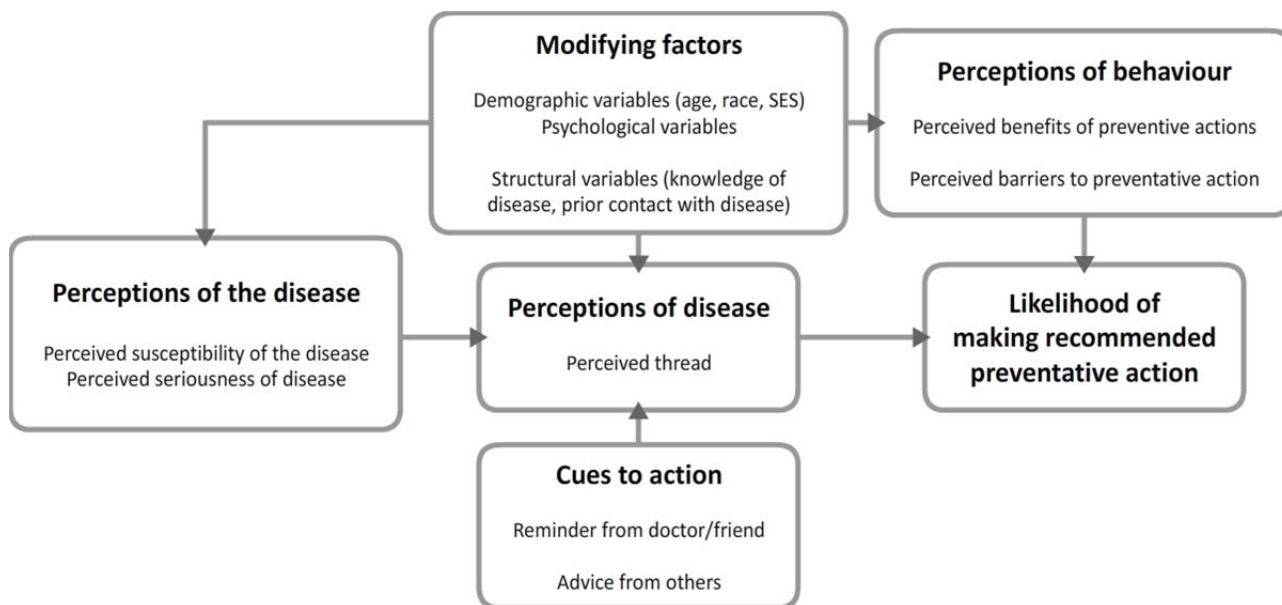 Modifying factors
Demographic variables (age, race, SES)
Psychological variables
Structural variables (knowledge of
disease, prior contact with disease)
Perceptions of behaviour
Perceived benefits of preventive actions
Perceived barriers to preventative action
Perceptions of the disease
Perceived susceptibility of the disease
Perceived seriousness of disease
Perceptions of disease
Perceived thread
Likelihood of
making recommended
preventative action
Cues to action
Reminder from doctor/friend
Advice from others